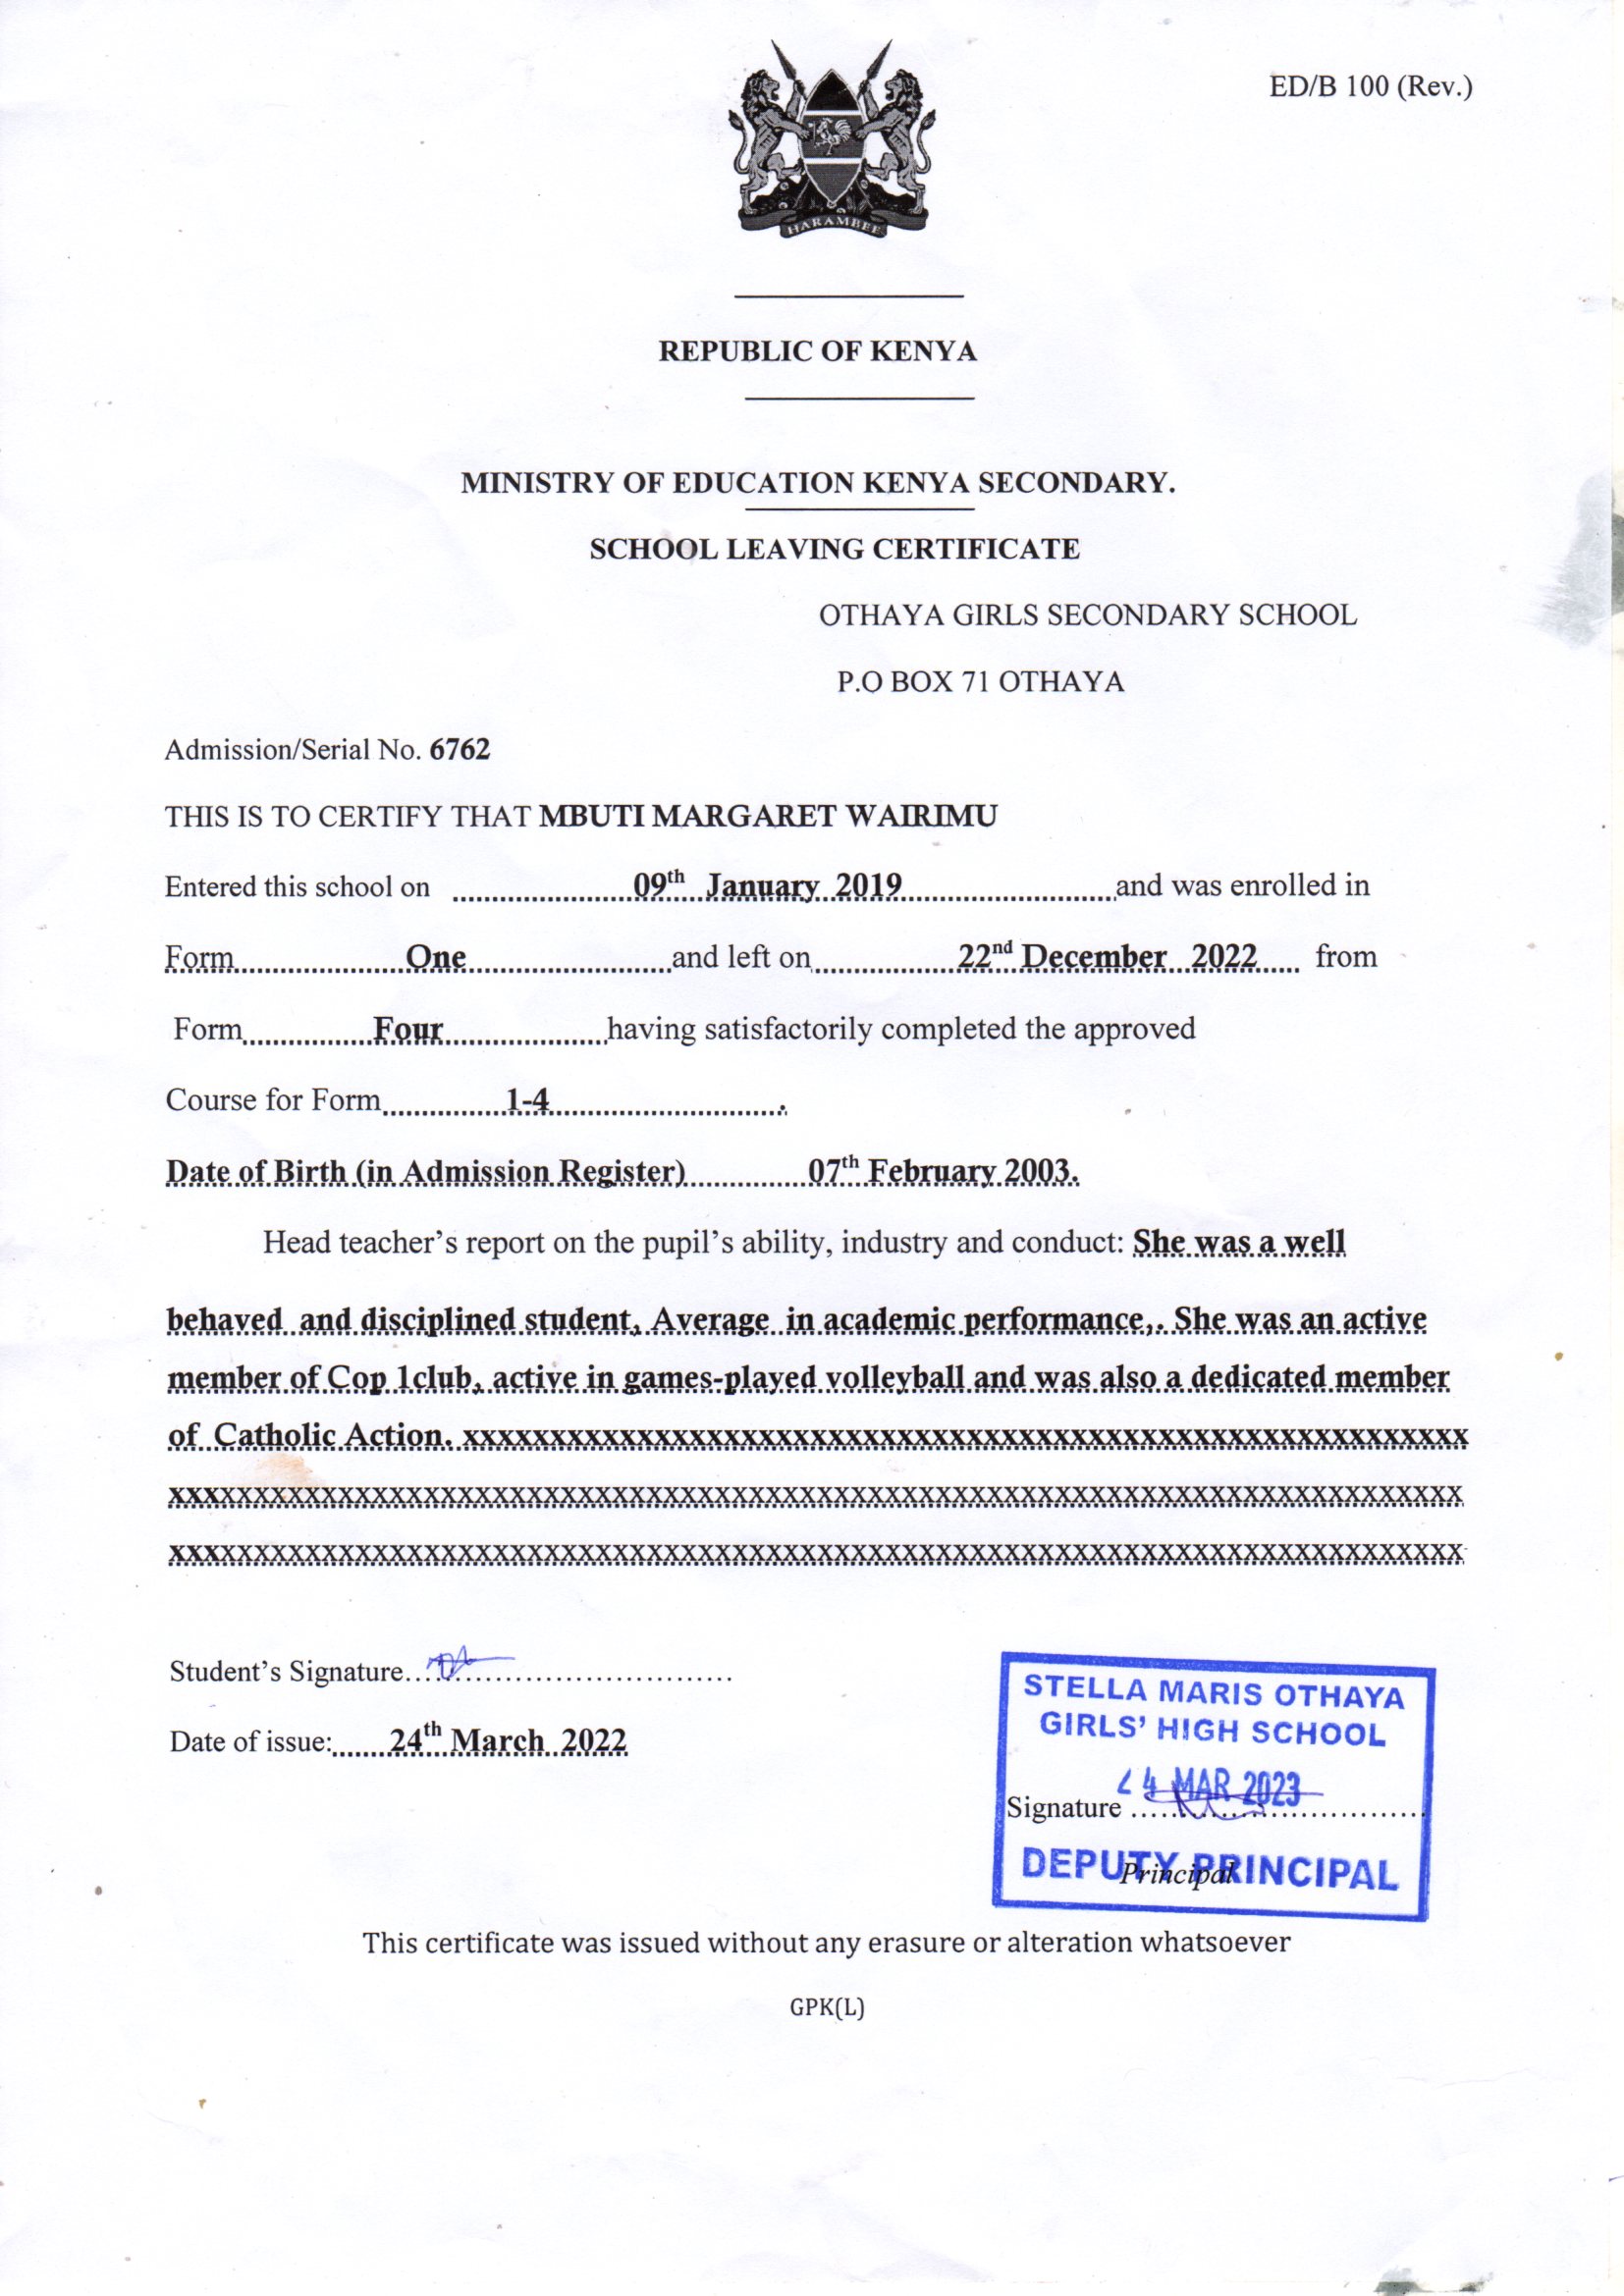 ED/B 100 (Rev.)
HARAMBEE
REPUBLIC OF KENYA
MINISTRY OF EDUCATION KENYA SECONDARY.
SCHOOL LEAVING CERTIFICATE
OTHAYA GIRLS SECONDARY SCHOOL
P.O BOX 71 OTHAYA
Admission/Serial No. 6762
THIS IS TO CERTIFY THAT MBUTI MARGARET WAIRIMU
Entered this school on ....................09th January 2019........................and was enrolled in
Form....................One........................and left on................22nd December 2022..... from
Form...............Four..................having satisfactorily completed the approved
Course for Form..............1-4.........................
Date of Birth (in Admission Register).............07th February 2003.
Head teacher's report on the pupil's ability, industry and conduct: She was a well
behaved and disciplined student, Average in academic performance,. She was an active
member of Cop 1club, active in games-played volleyball and was also a dedicated member
of Catholic Action. xxxxxxxxxxxxxxxxxxxxxxxxxxxxxxxxxxxxxxxxxxxxxxxxxxxxxxxxxxxxxxxxxxxxx
xxxxxxxxxxxxxxxxxxxxxxxxxxxxxxxxxxxxxxxxxxxxxxxxxxxxxxxxxxxxxxxxxxxxxxxxxxxxxxxxxxxxx
xxxxxxxxxxxxxxxxxxxxxxxxxxxxxxxxxxxxxxxxxxxxxxxxxxxxxxxxxxxxxxxxxxxxxxxxxxxxxxxxxxxxx
Student's Signature..................................
Date of issue:.......24th March 2022
STELLA MARIS OTHAYA
GIRLS' HIGH SCHOOL
24 MAR 2023
Signature ..............................
DEPUTY PRINCIPAL
Principal
This certificate was issued without any erasure or alteration whatsoever
GPK(L)